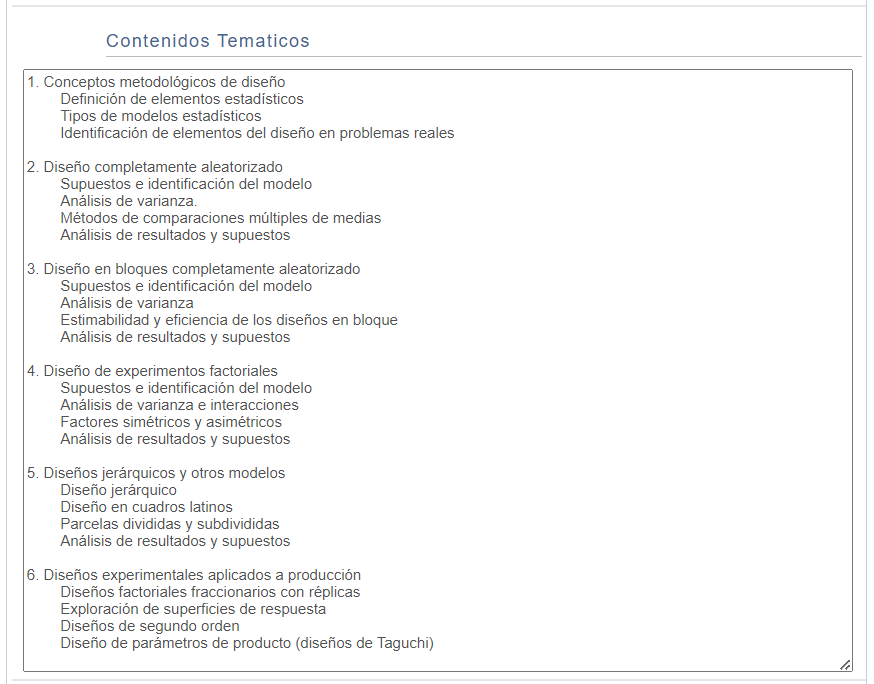 Contenidos Tematicos
1. Conceptos metodológicos de diseño
Definición de elementos estadísticos
Tipos de modelos estadísticos
Identificación de elementos del diseño en problemas reales
2. Diseño completamente aleatorizado
Supuestos e identificación del modelo
Análisis de varianza.
Métodos de comparaciones múltiples de medias
Análisis de resultados y supuestos
3. Diseño en bloques completamente aleatorizado
Supuestos e identificación del modelo
Análisis de varianza
Estimabilidad y eficiencia de los diseños en bloque
Análisis de resultados y supuestos
4. Diseño de experimentos factoriales
Supuestos e identificación del modelo
Análisis de varianza e interacciones
Factores simétricos y asimétricos
Análisis de resultados y supuestos
5. Diseños jerárquicos y otros modelos
Diseño jerárquico
Diseño en cuadros latinos
Parcelas divididas y subdivididas
Análisis de resultados y supuestos
6. Diseños experimentales aplicados a producción
Diseños factoriales fraccionarios con réplicas
Exploración de superficies de respuesta
Diseños de segundo orden
Diseño de parámetros de producto (diseños de Taguchi)